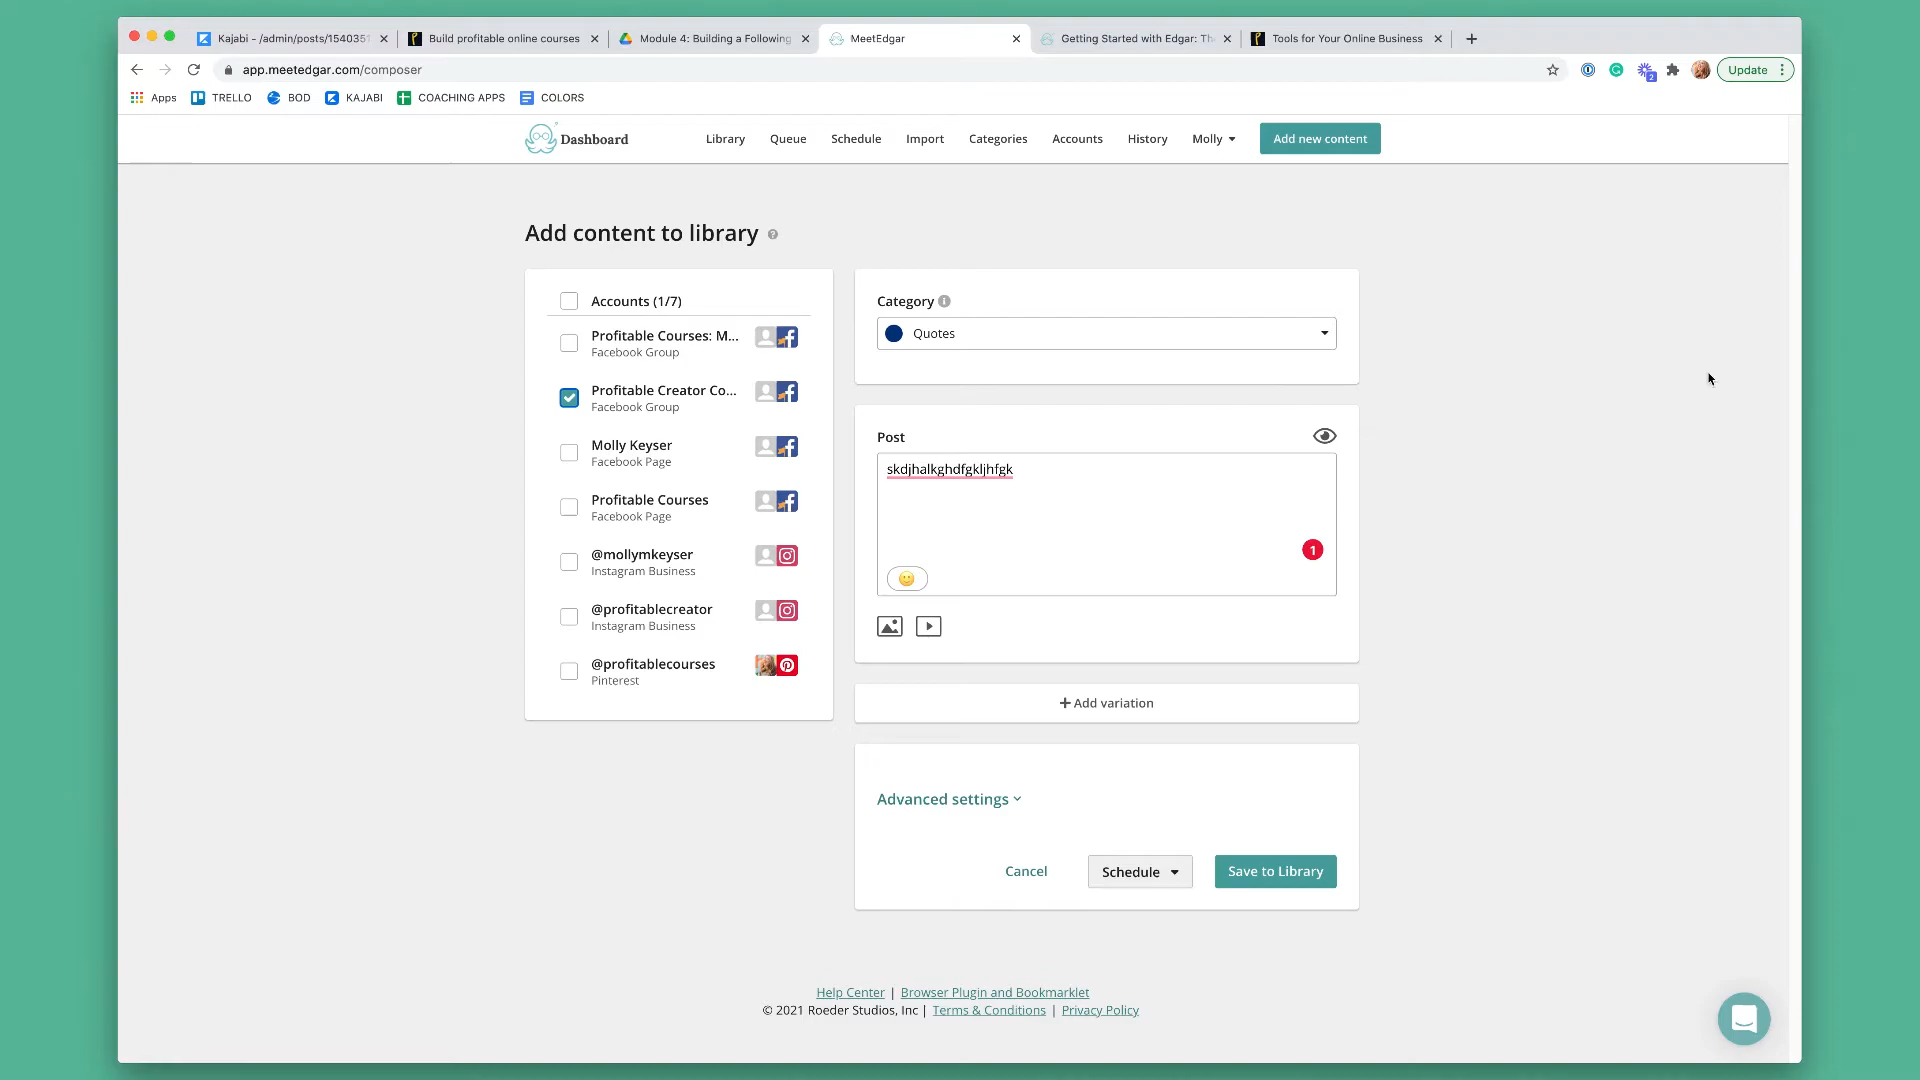 Kajabi - /admin/posts/1540351
Build profitable online courses
Module 4: Building a Following
MeetEdgar
Getting Started with Edgar: Th
Tools for Your Online Business
app.meetedgar.com/composer
2
Update
Apps
TRELLO
BOD
KAJABI
COACHING APPS
COLORS
Dashboard
Library
Queue
Schedule
Import
Categories
Accounts
History
Molly
Add new content
Add content to library ?
Accounts (1/7)
Profitable Courses: M...
Facebook Group
Profitable Creator Co...
Facebook Group
Molly Keyser
Facebook Page
Profitable Courses
Facebook Page
@mollymkeyser
Instagram Business
@profitablecreator
Instagram Business
@profitablecourses
Pinterest
Category
Quotes
Post
skdjhalkghdfgkljhfgk
1
+ Add variation
Advanced settings
Cancel
Schedule
Save to Library
Help Center | Browser Plugin and Bookmarklet
© 2021 Roeder Studios, Inc | Terms & Conditions | Privacy Policy